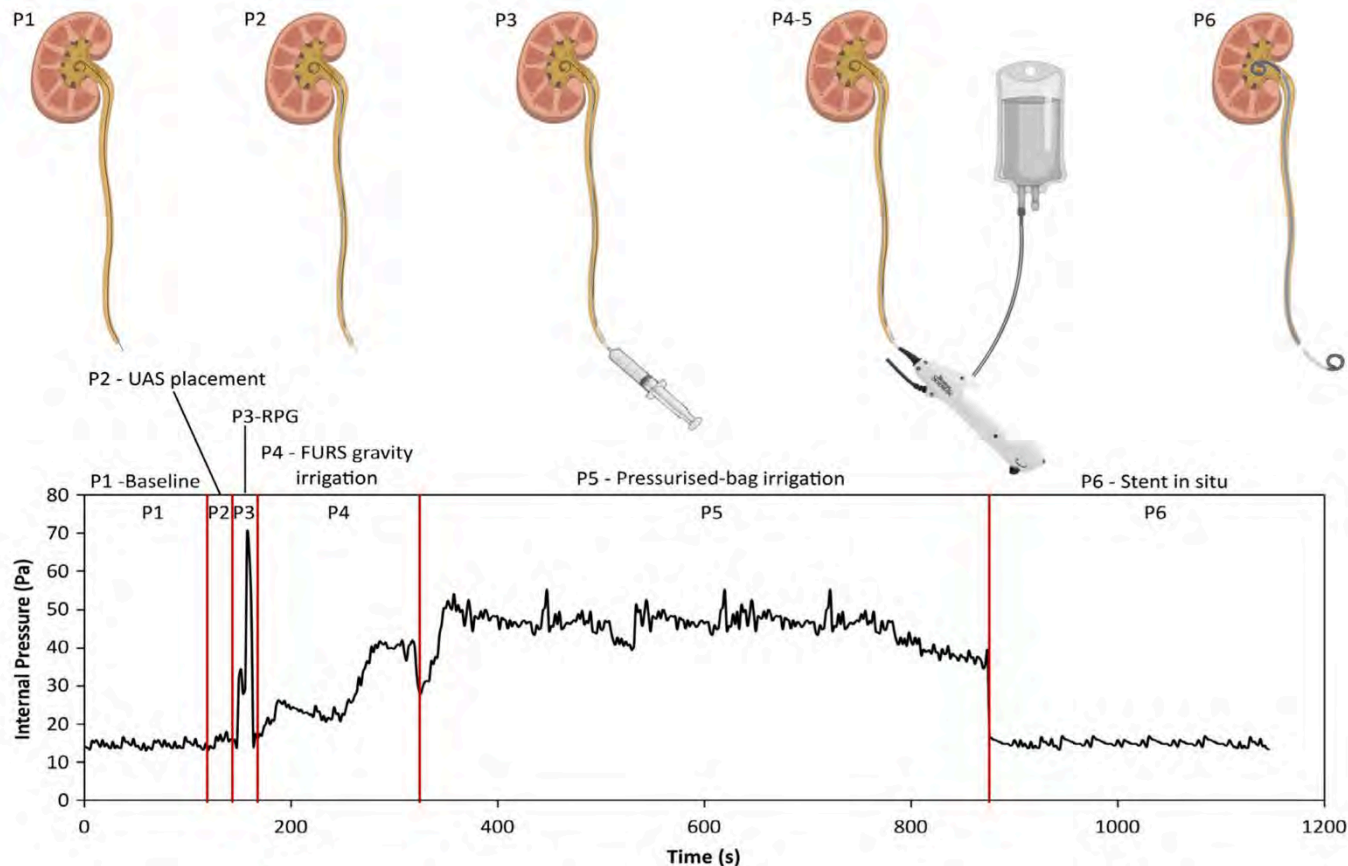 P1
P2
P3
P4-5
P6
P2 - UAS placement
P3-RPG
P4 - FURS gravity
irrigation
P1 -Baseline
P5 - Pressurised-bag irrigation
P6 - Stent in situ
P1
P2
P3
P4
P5
P6
80
70
60
50
40
30
20
10
0
Internal Pressure (Pa)
0
200
400
600
800
1000
1200
Time (s)